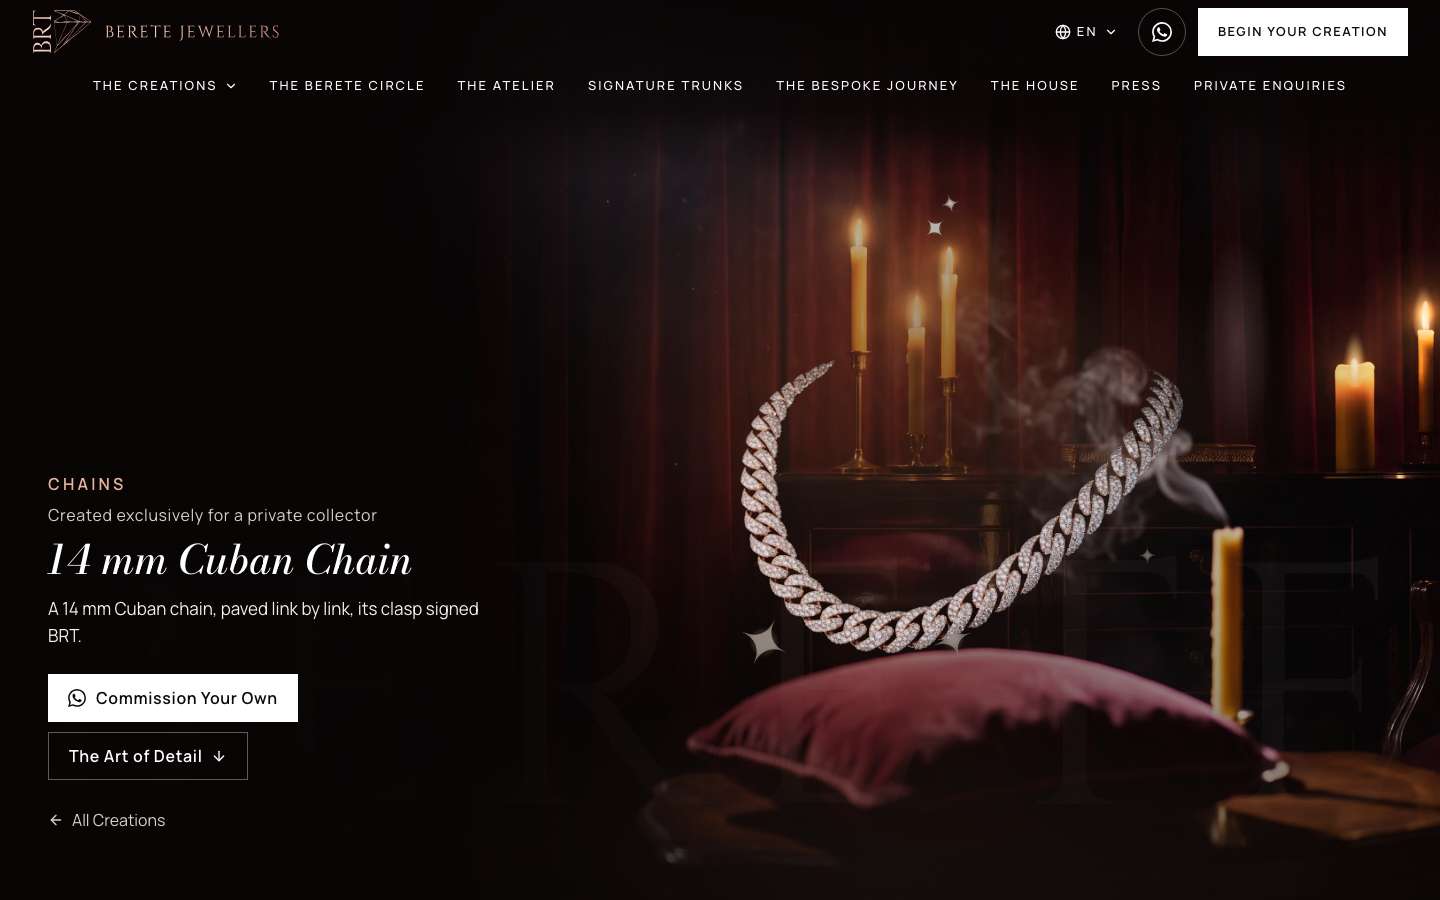 BRT
BERETE JEWELLERS
EN
BEGIN YOUR CREATION
THE CREATIONS
THE BERETE CIRCLE
THE ATELIER
SIGNATURE TRUNKS
THE BESPOKE JOURNEY
THE HOUSE
PRESS
PRIVATE ENQUIRIES
CHAINS
Created exclusively for a private collector
14 mm Cuban Chain
A 14 mm Cuban chain, paved link by link, its clasp signed
BRT.
Commission Your Own
The Art of Detail
All Creations